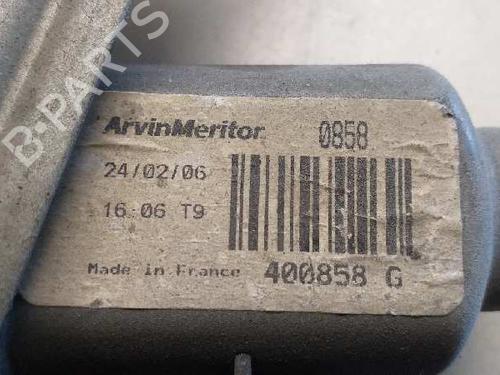 B-PARTS
ArvinMeritor 0858
24/02/06
16:06 T9
Made in France 400858 G